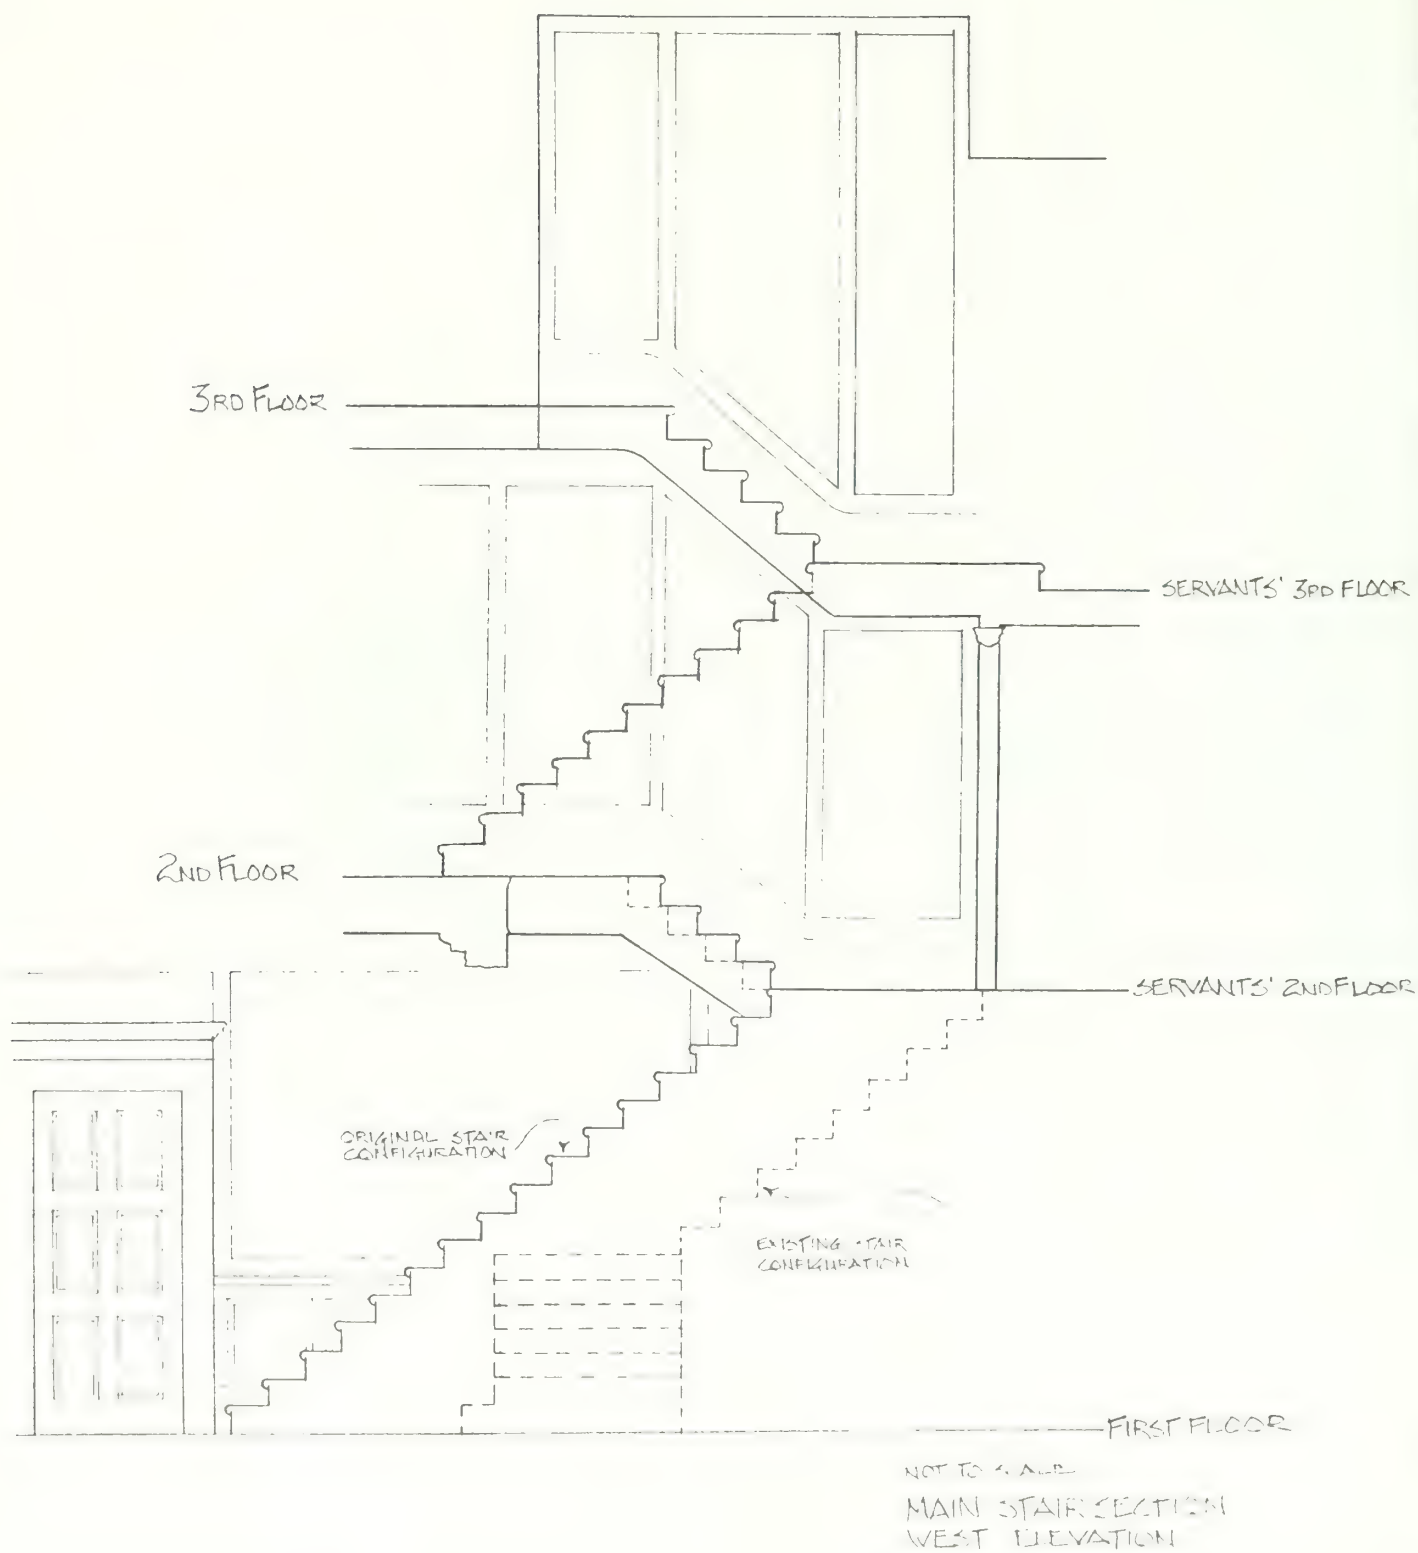 3RD FLOOR
SERVANTS' 3RD FLOOR
2ND FLOOR
SERVANTS' 2ND FLOOR
ORIGINAL STAIR
CONFIGURATION
EXISTING STAIR
CONFIGURATION
FIRST FLOOR
NOT TO SCALE
MAIN STAIR SECTION
WEST ELEVATION